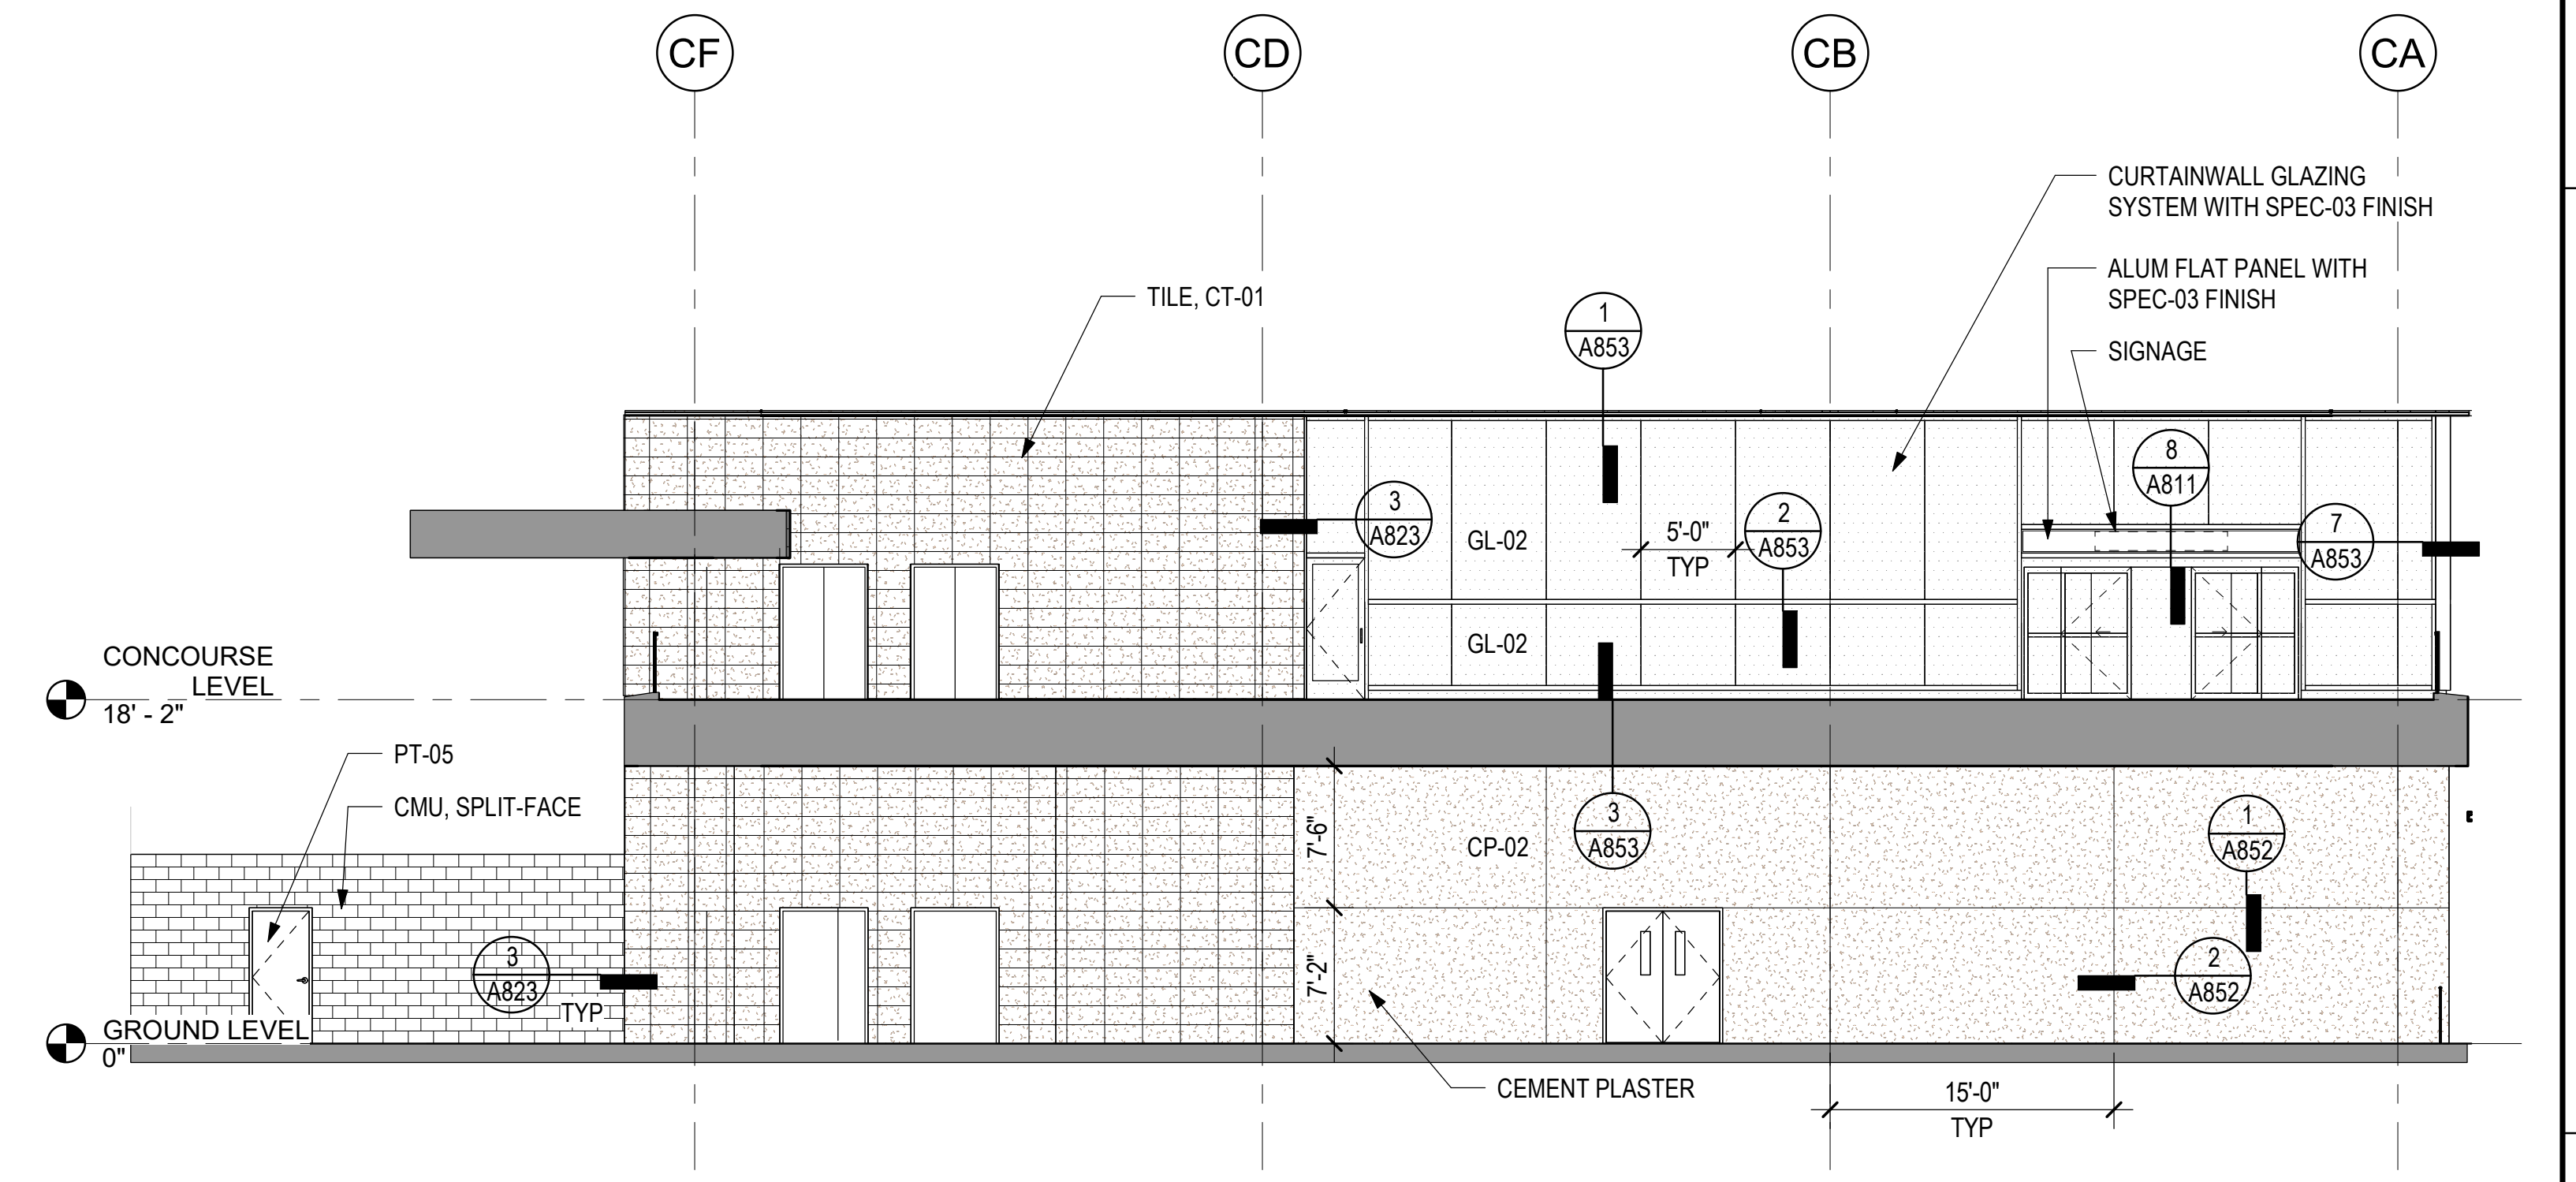 CF
CD
CB
CA
CURTAINWALL GLAZING
SYSTEM WITH SPEC-03 FINISH
ALUM FLAT PANEL WITH
SPEC-03 FINISH
SIGNAGE
TILE, CT-01
1
A853
8
A811
3
A823
GL-02
5'-0"
TYP
2
A853
7
A853
GL-02
CONCOURSE
LEVEL
18' - 2"
PT-05
CMU, SPLIT-FACE
7'-6"
CP-02
3
A853
1
A852
3
A823
TYP
7'-2"
2
A852
GROUND LEVEL
0"
CEMENT PLASTER
15'-0"
TYP